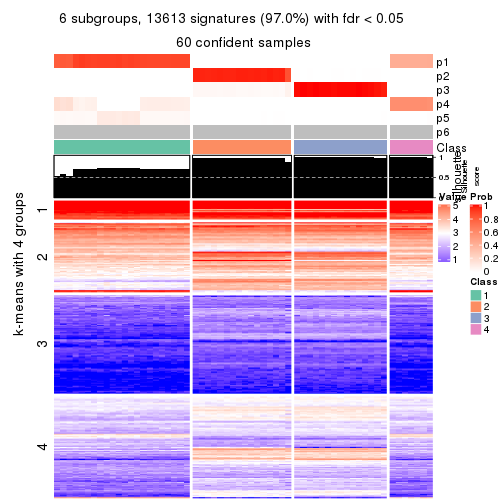 6 subgroups, 13613 signatures (97.0%) with fdr < 0.05
60 confident samples
p1
p2
p3
p4
p5
p6
Class
1
0.5
Silhouette
Silhouette
score
k-means with 4 groups
1
2
3
4
Value
5
4
3
2
1
Prob
1
0.8
0.6
0.4
0.2
0
Class
1
2
3
4